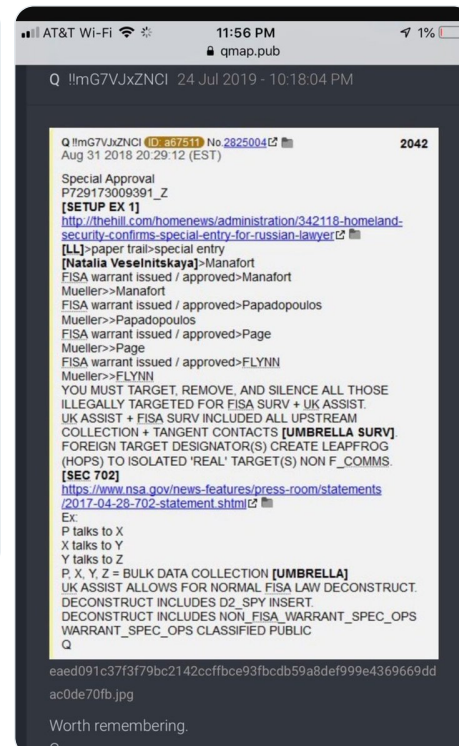 AT&T Wi-Fi 11:56 PM 1%
qmap.pub
Q !!mG7VJxZNCI 24 Jul 2019 - 10:18:04 PM
Q !!mG7VJxZNCI ID: a67511 No.2825004 2042
Aug 31 2018 20:29:12 (EST)
Special Approval
P729173009391_Z
[SETUP EX 1]
http://thehill.com/homenews/administration/342118-homeland-
security-confirms-special-entry-for-russian-lawyer
[LL]>paper trail>special entry
[Natalia Veselnitskaya]>Manafort
FISA warrant issued / approved>Manafort
Mueller>>Manafort
FISA warrant issued / approved>Papadopoulos
Mueller>>Papadopoulos
FISA warrant issued / approved>Page
Mueller>>Page
FISA warrant issued / approved>FLYNN
Mueller>>FLYNN
YOU MUST TARGET, REMOVE, AND SILENCE ALL THOSE
ILLEGALLY TARGETED FOR FISA SURV + UK ASSIST.
UK ASSIST + FISA SURV INCLUDED ALL UPSTREAM
COLLECTION + TANGENT CONTACTS [UMBRELLA SURV].
FOREIGN TARGET DESIGNATOR(S) CREATE LEAPFROG
(HOPS) TO ISOLATED 'REAL' TARGET(S) NON F_COMMS.
[SEC 702]
https://www.nsa.gov/news-features/press-room/statements
/2017-04-28-702-statement.shtml
Ex:
P talks to X
X talks to Y
Y talks to Z
P, X, Y, Z = BULK DATA COLLECTION [UMBRELLA]
UK ASSIST ALLOWS FOR NORMAL FISA LAW DECONSTRUCT.
DECONSTRUCT INCLUDES D2_SPY INSERT.
DECONSTRUCT INCLUDES NON_FISA_WARRANT_SPEC_OPS
WARRANT_SPEC_OPS CLASSIFIED PUBLIC
Q
eaed091c37f3f79bc2142ccffbce93fbcdb59a8def999e4369669dd
ac0de70fb.jpg
Worth remembering.